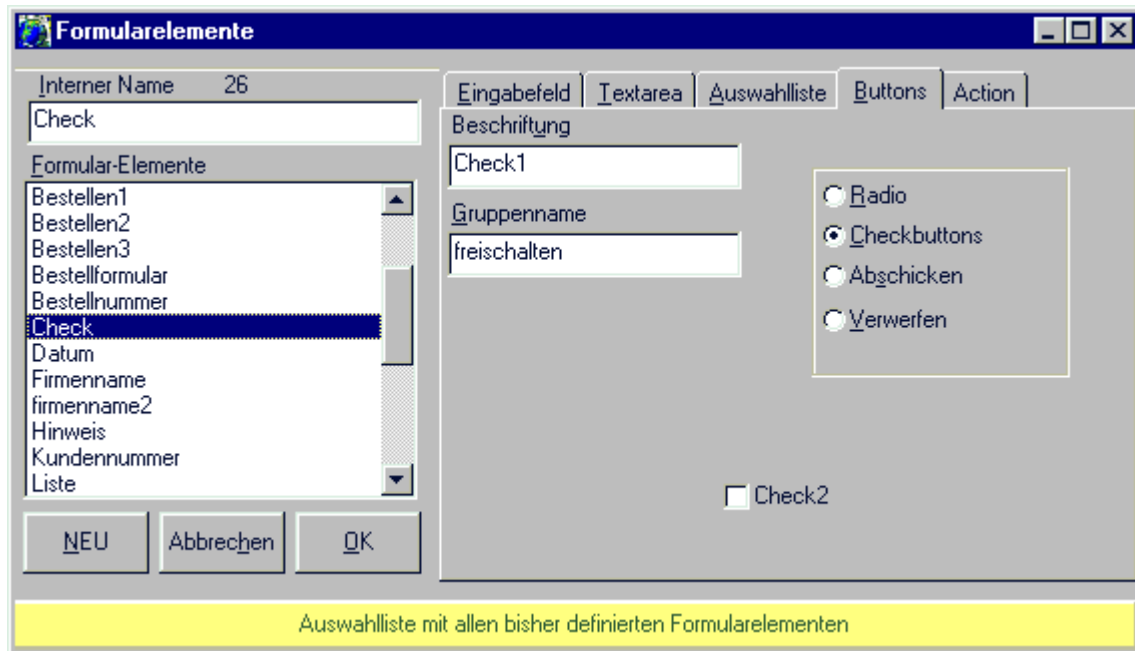 Formularelemente
Interner Name 26
Check
Formular-Elemente
Bestellen1
Bestellen2
Bestellen3
Bestellformular
Bestellnummer
Check
Datum
Firmenname
firmenname2
Hinweis
Kundennummer
Liste
NEU Abbrechen OK
Eingabefeld Textarea Auswahlliste Buttons Action
Beschriftung
Check1
Gruppenname
freischalten
Radio
Checkbuttons
Abschicken
Verwerfen
Check2
Auswahlliste mit allen bisher definierten Formularelementen